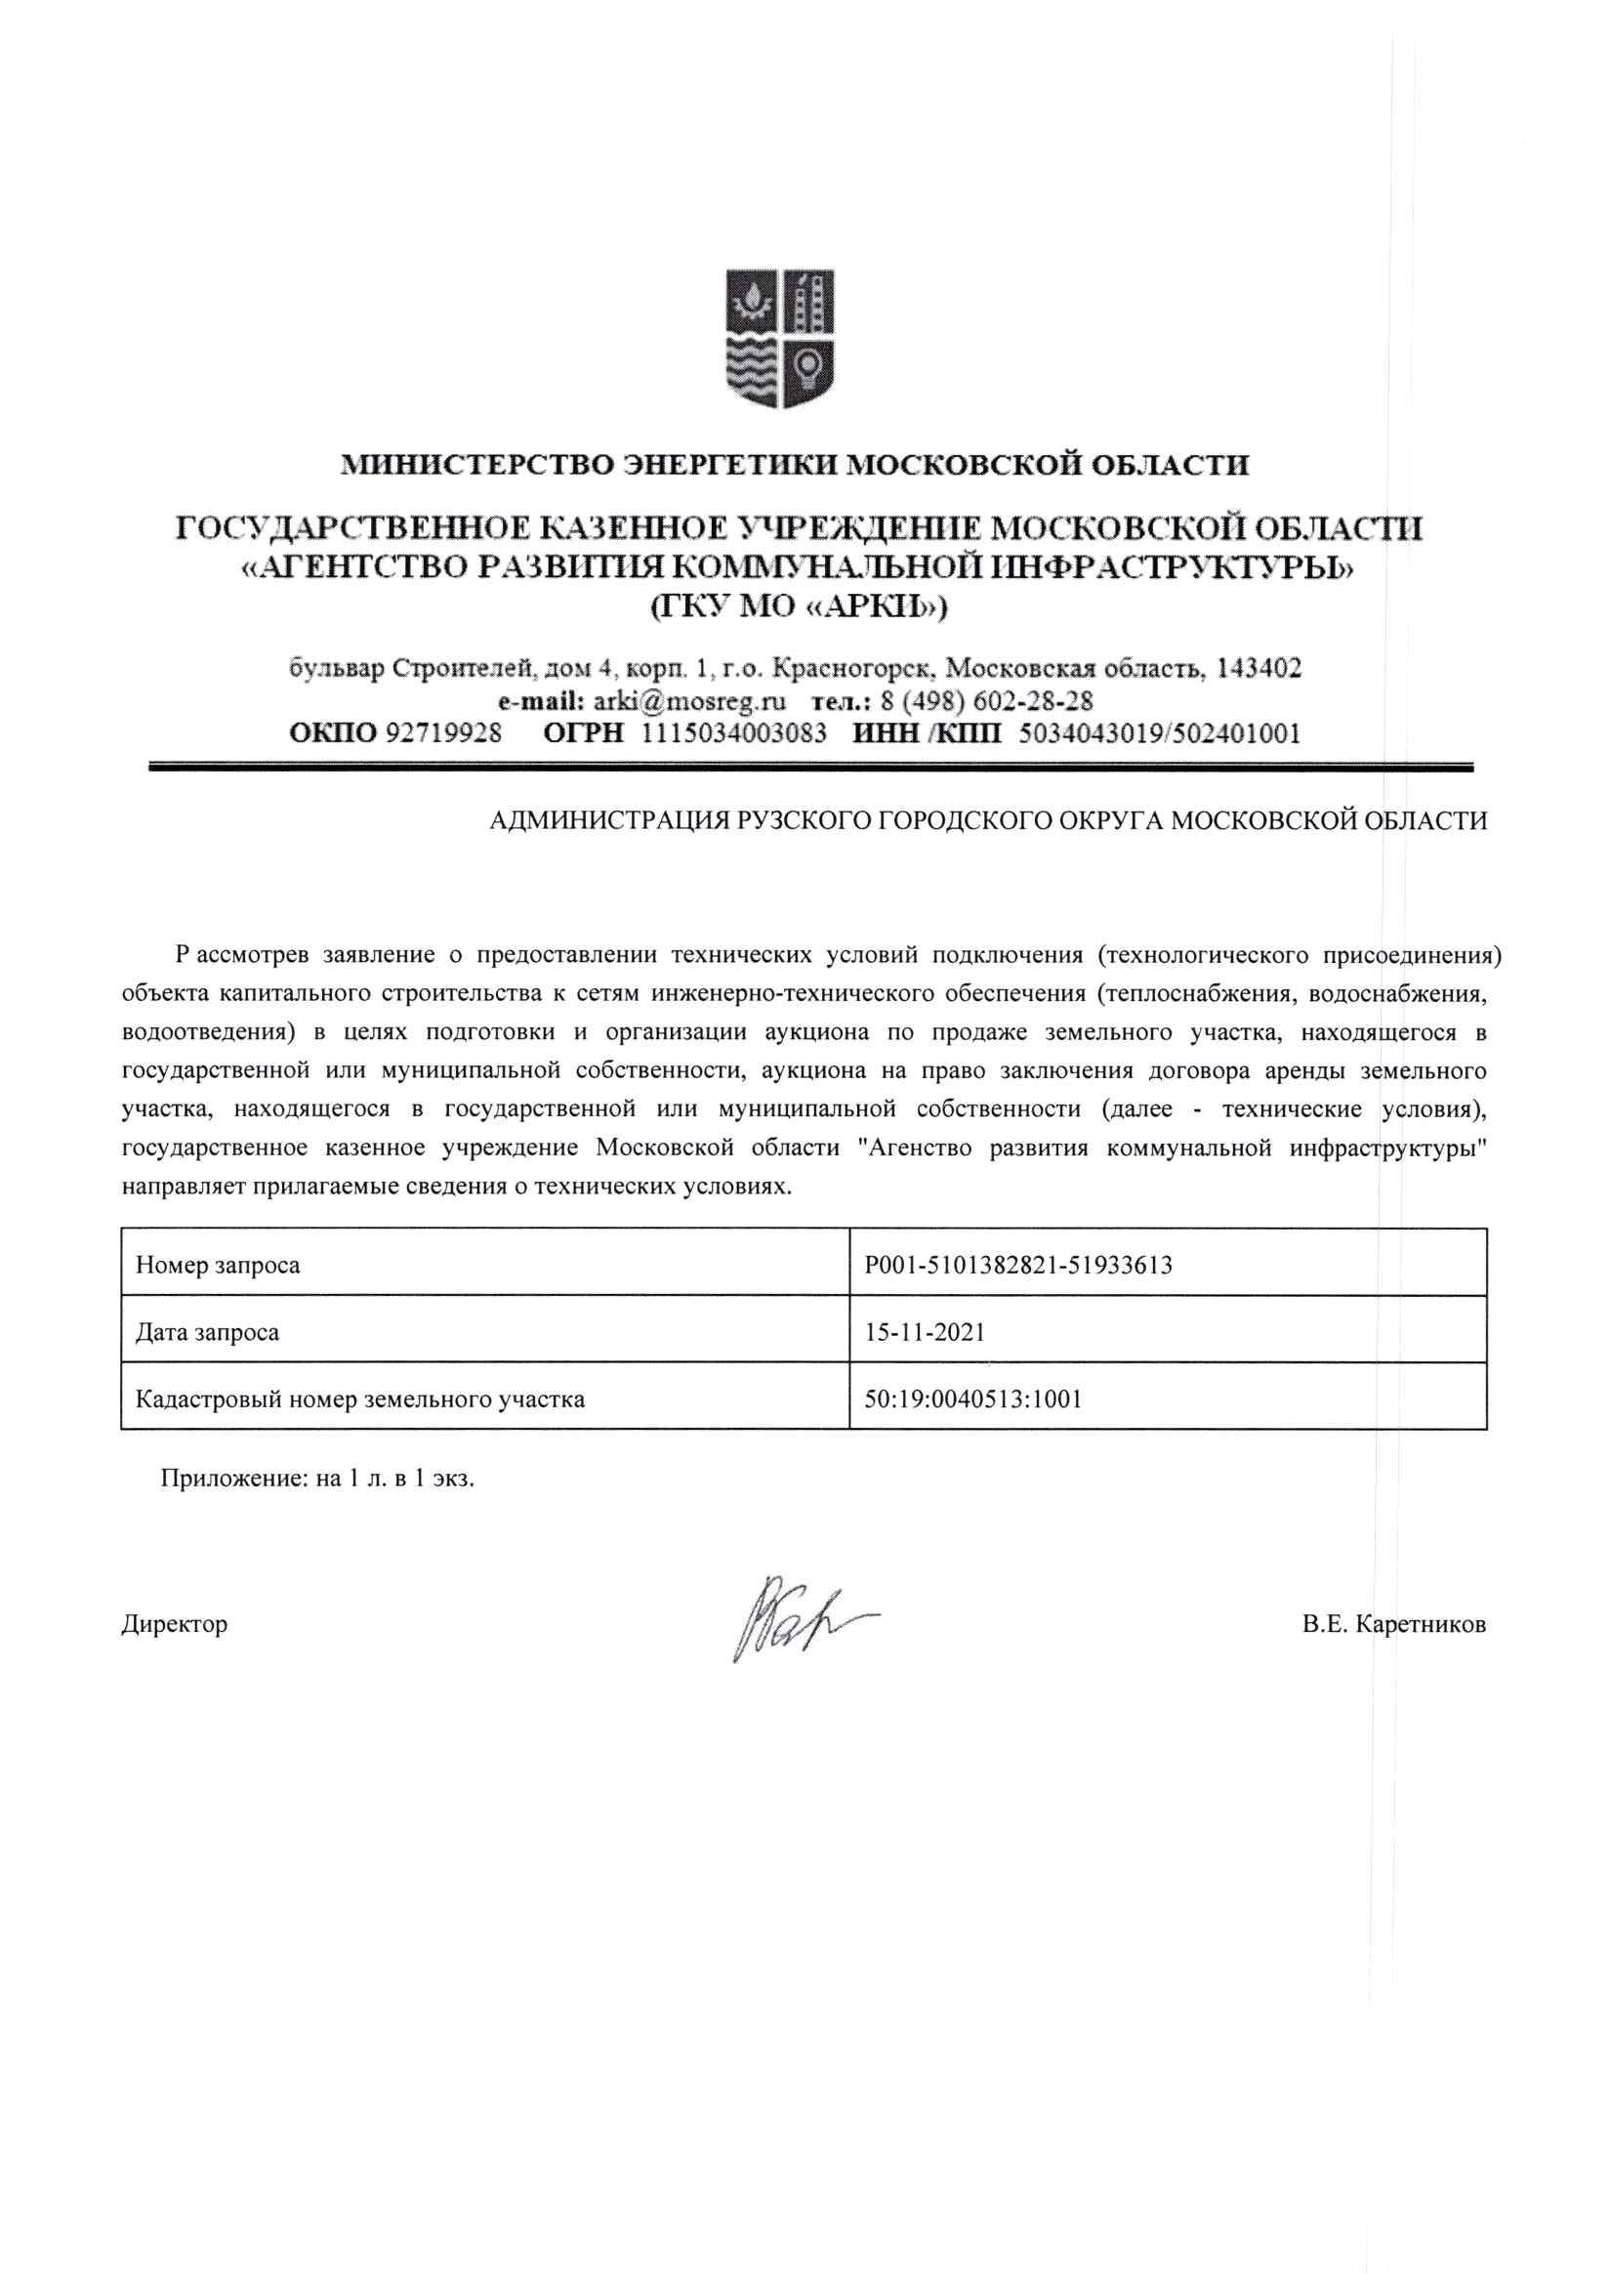 МИНИСТЕРСТВО ЭНЕРГЕТИКИ МОСКОВСКОЙ ОБЛАСТИ
ГОСУДАРСТВЕННОЕ КАЗЕННОЕ УЧРЕЖДЕНИЕ МОСКОВСКОЙ ОБЛАСТИ
«АГЕНТСТВО РАЗВИТИЯ КОММУНАЛЬНОЙ ИНФРАСТРУКТУРЫ»
(ГКУ МО «АРКИ»)
бульвар Строителей, дом 4, корп. 1, г.о. Красногорск, Московская область, 143402
e-mail: arki@mosreg.ru тел.: 8 (498) 602-28-28
ОКПО 92719928 ОГРН 1115034003083 ИНН /КПП 5034043019/502401001
АДМИНИСТРАЦИЯ РУЗСКОГО ГОРОДСКОГО ОКРУГА МОСКОВСКОЙ ОБЛАСТИ
Р ассмотрев заявление о предоставлении технических условий подключения (технологического присоединения)
объекта капитального строительства к сетям инженерно-технического обеспечения (теплоснабжения, водоснабжения,
водоотведения) в целях подготовки и организации аукциона по продаже земельного участка, находящегося в
государственной или муниципальной собственности, аукциона на право заключения договора аренды земельного
участка, находящегося в государственной или муниципальной собственности (далее - технические условия),
государственное казенное учреждение Московской области "Агенство развития коммунальной инфраструктуры"
направляет прилагаемые сведения о технических условиях.
Номер запроса P001-5101382821-51933613
Дата запроса 15-11-2021
Кадастровый номер земельного участка 50:19:0040513:1001
Приложение: на 1 л. в 1 экз.
Директор В.Е. Каретников